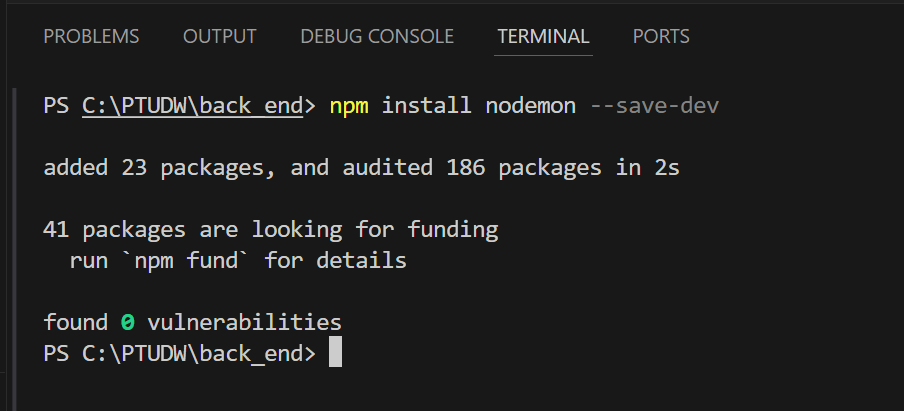 PROBLEMS OUTPUT DEBUG CONSOLE TERMINAL PORTS
PS C:\PTUDW\back_end> npm install nodemon --save-dev
added 23 packages, and audited 186 packages in 2s
41 packages are looking for funding
  run `npm fund` for details
found 0 vulnerabilities
PS C:\PTUDW\back_end>